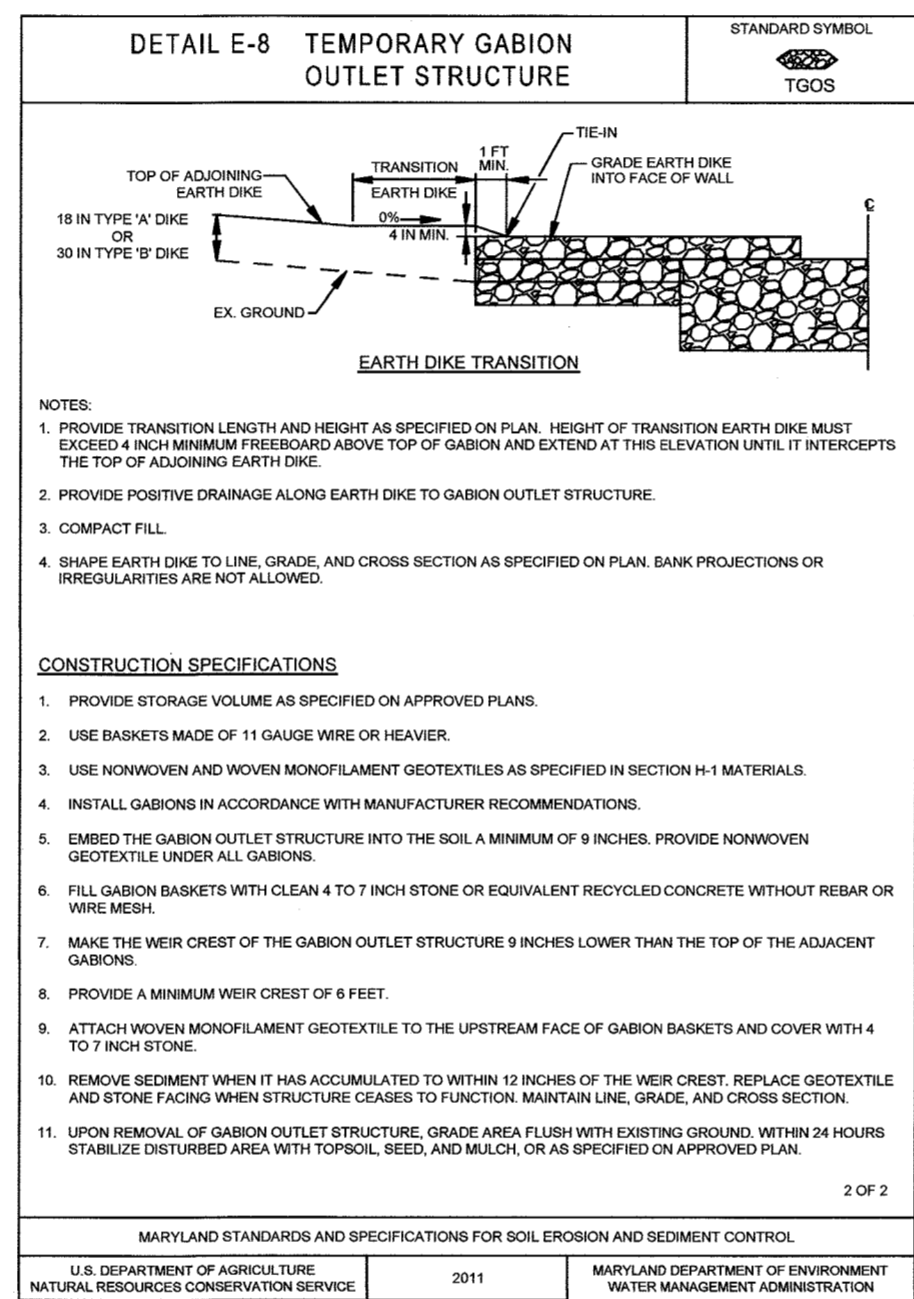 DETAIL E-8 TEMPORARY GABION
OUTLET STRUCTURE
STANDARD SYMBOL
TGOS
TIE-IN
1 FT
MIN.
TRANSITION
GRADE EARTH DIKE
INTO FACE OF WALL
TOP OF ADJOINING
EARTH DIKE
EARTH DIKE
℄
18 IN TYPE 'A' DIKE
OR
30 IN TYPE 'B' DIKE
0%
4 IN MIN.
EX. GROUND
EARTH DIKE TRANSITION
NOTES:
1. PROVIDE TRANSITION LENGTH AND HEIGHT AS SPECIFIED ON PLAN. HEIGHT OF TRANSITION EARTH DIKE MUST
EXCEED 4 INCH MINIMUM FREEBOARD ABOVE TOP OF GABION AND EXTEND AT THIS ELEVATION UNTIL IT INTERCEPTS
THE TOP OF ADJOINING EARTH DIKE.
2. PROVIDE POSITIVE DRAINAGE ALONG EARTH DIKE TO GABION OUTLET STRUCTURE.
3. COMPACT FILL.
4. SHAPE EARTH DIKE TO LINE, GRADE, AND CROSS SECTION AS SPECIFIED ON PLAN. BANK PROJECTIONS OR
IRREGULARITIES ARE NOT ALLOWED.
CONSTRUCTION SPECIFICATIONS
1. PROVIDE STORAGE VOLUME AS SPECIFIED ON APPROVED PLANS.
2. USE BASKETS MADE OF 11 GAUGE WIRE OR HEAVIER.
3. USE NONWOVEN AND WOVEN MONOFILAMENT GEOTEXTILES AS SPECIFIED IN SECTION H-1 MATERIALS.
4. INSTALL GABIONS IN ACCORDANCE WITH MANUFACTURER RECOMMENDATIONS.
5. EMBED THE GABION OUTLET STRUCTURE INTO THE SOIL A MINIMUM OF 9 INCHES. PROVIDE NONWOVEN
GEOTEXTILE UNDER ALL GABIONS.
6. FILL GABION BASKETS WITH CLEAN 4 TO 7 INCH STONE OR EQUIVALENT RECYCLED CONCRETE WITHOUT REBAR OR
WIRE MESH.
7. MAKE THE WEIR CREST OF THE GABION OUTLET STRUCTURE 9 INCHES LOWER THAN THE TOP OF THE ADJACENT
GABIONS.
8. PROVIDE A MINIMUM WEIR CREST OF 6 FEET.
9. ATTACH WOVEN MONOFILAMENT GEOTEXTILE TO THE UPSTREAM FACE OF GABION BASKETS AND COVER WITH 4
TO 7 INCH STONE.
10. REMOVE SEDIMENT WHEN IT HAS ACCUMULATED TO WITHIN 12 INCHES OF THE WEIR CREST. REPLACE GEOTEXTILE
AND STONE FACING WHEN STRUCTURE CEASES TO FUNCTION. MAINTAIN LINE, GRADE, AND CROSS SECTION.
11. UPON REMOVAL OF GABION OUTLET STRUCTURE, GRADE AREA FLUSH WITH EXISTING GROUND. WITHIN 24 HOURS
STABILIZE DISTURBED AREA WITH TOPSOIL, SEED, AND MULCH, OR AS SPECIFIED ON APPROVED PLAN.
2 OF 2
MARYLAND STANDARDS AND SPECIFICATIONS FOR SOIL EROSION AND SEDIMENT CONTROL
U.S. DEPARTMENT OF AGRICULTURE
NATURAL RESOURCES CONSERVATION SERVICE
2011
MARYLAND DEPARTMENT OF ENVIRONMENT
WATER MANAGEMENT ADMINISTRATION